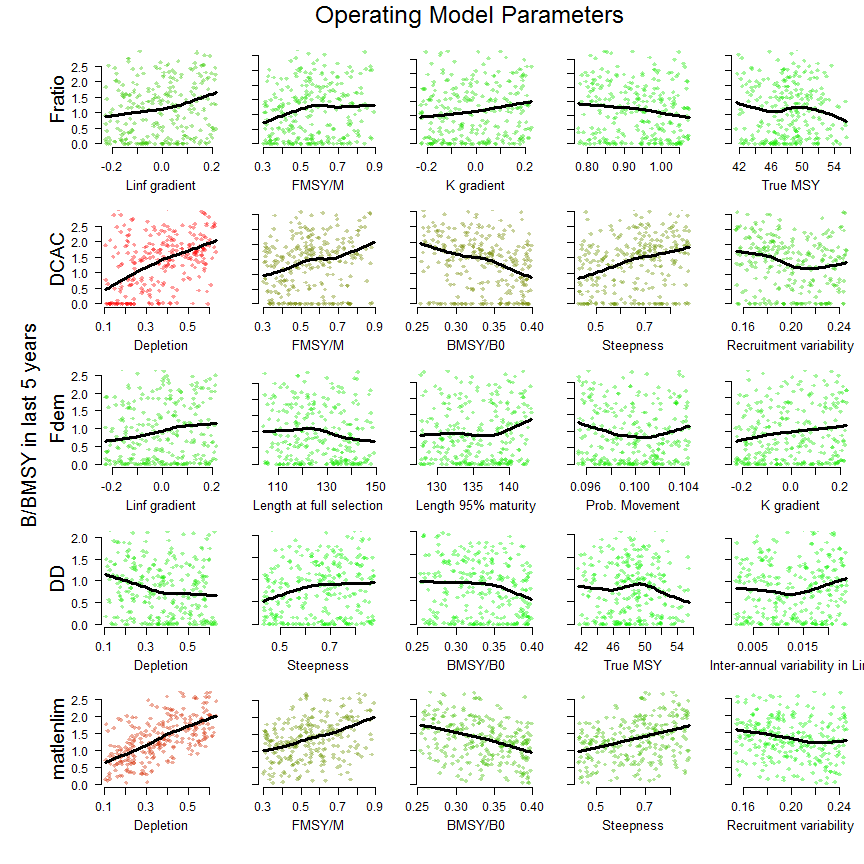 Operating Model Parameters
B/BMSY in last 5 years
Fratio
2.5
2.0
1.5
1.0
0.5
0.0
-0.2 0.0 0.2
0.3 0.5 0.7 0.9
-0.2 0.0 0.2
0.80 0.90 1.00
42 46 50 54
Linf gradient
FMSY/M
K gradient
True MSY
DCAC
2.5
2.0
1.5
1.0
0.5
0.0
0.1 0.3 0.5
0.3 0.5 0.7 0.9
0.25 0.30 0.35 0.40
0.5 0.7
0.16 0.20 0.24
Depletion
FMSY/M
BMSY/B0
Steepness
Recruitment variability
Fdem
2.5
2.0
1.5
1.0
0.5
0.0
-0.2 0.0 0.2
110 130 150
130 135 140
0.096 0.100 0.104
-0.2 0.0 0.2
Linf gradient
Length at full selection
Length 95% maturity
Prob. Movement
K gradient
DD
2.0
1.5
1.0
0.5
0.0
0.1 0.3 0.5
0.5 0.7
0.25 0.30 0.35 0.40
42 46 50 54
0.005 0.015
Depletion
Steepness
BMSY/B0
True MSY
Inter-annual variability in Lin
matlenlim
2.5
2.0
1.5
1.0
0.5
0.0
0.1 0.3 0.5
0.3 0.5 0.7 0.9
0.25 0.30 0.35 0.40
0.5 0.7
0.16 0.20 0.24
Depletion
FMSY/M
BMSY/B0
Steepness
Recruitment variability